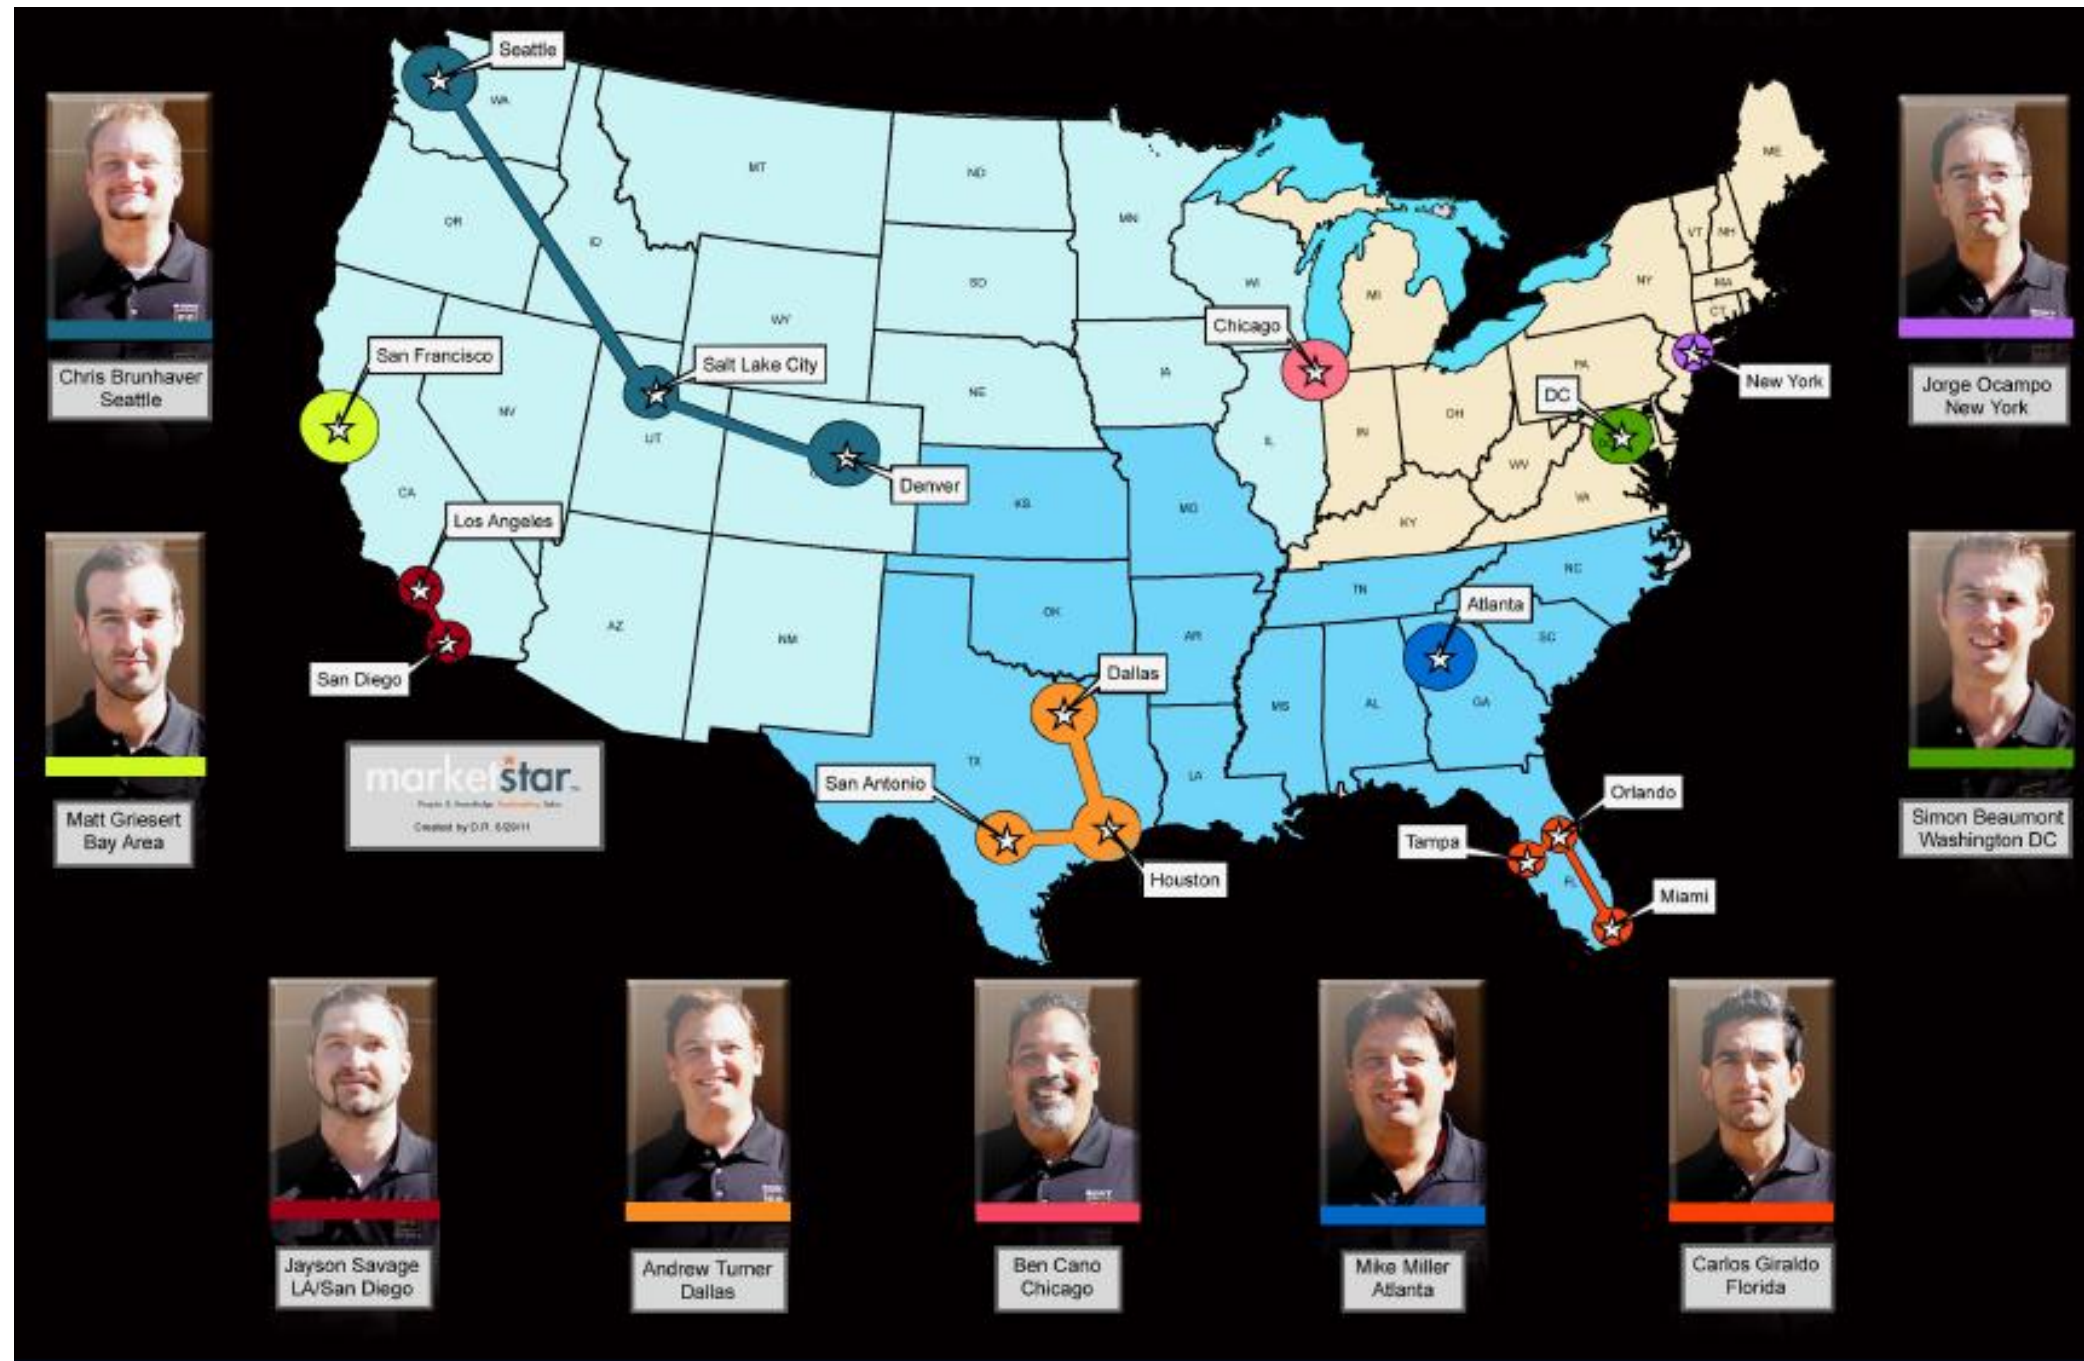 Seattle
WA
MT
ND
MN
ME
OR
ID
VT
NH
SD
WI
NY
MA
MI
CT
WY
Chicago
San Francisco
Salt Lake City
PA
New York
IA
NE
DC
NV
OH
UT
IL
IN
WV
Denver
CA
VA
KS
MO
KY
Los Angeles
NC
TN
OK
Atlanta
AZ
NM
AR
SC
San Diego
Dallas
MS
AL
GA
TX
LA
San Antonio
Orlando
Tampa
Houston
FL
Miami
Chris Brunhaver
Seattle
Jorge Ocampo
New York
Matt Griesert
Bay Area
marketstar
Created by D.R. 6/29/11
Simon Beaumont
Washington DC
Jayson Savage
LA/San Diego
Andrew Turner
Dallas
Ben Cano
Chicago
Mike Miller
Atlanta
Carlos Giraldo
Florida